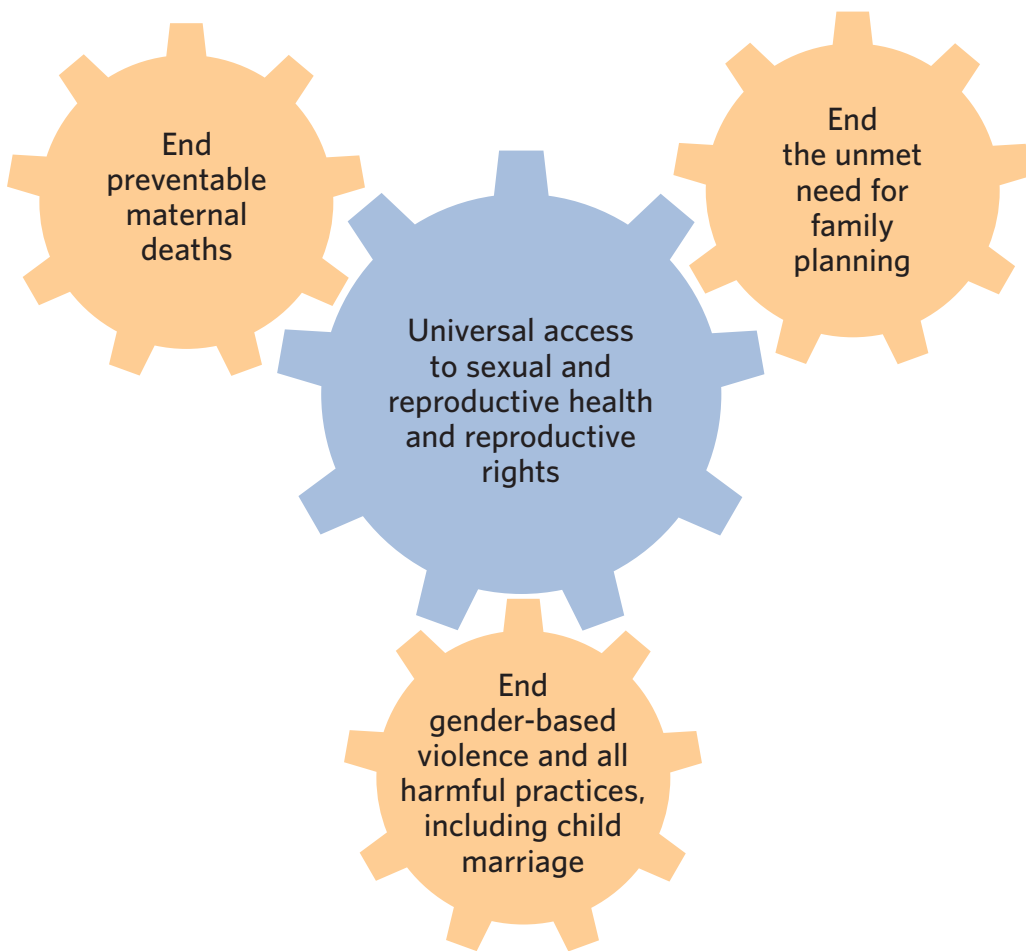 End
preventable
maternal
deaths
End
the unmet
need for
family
planning
Universal access
to sexual and
reproductive health
and reproductive
rights
End
gender-based
violence and all
harmful practices,
including child
marriage